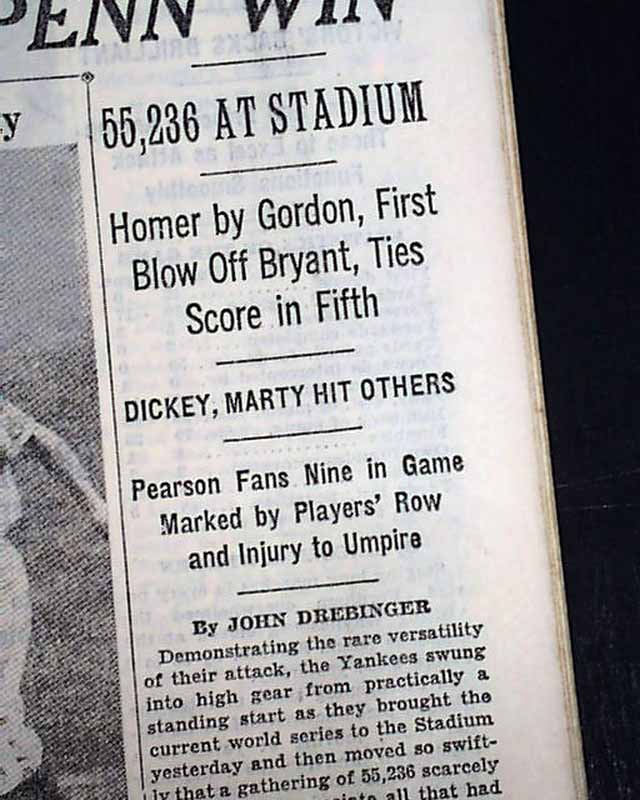 PENN WIN
y
55,236 AT STADIUM
Homer by Gordon, First
Blow Off Bryant, Ties
Score in Fifth
DICKEY, MARTY HIT OTHERS
Pearson Fans Nine in Game
Marked by Players' Row
and Injury to Umpire
By JOHN DREBINGER
Demonstrating the rare versatility
of their attack, the Yankees swung
into high gear from practically a
standing start as they brought the
current world series to the Stadium
yesterday and then moved so swift-
ly that a gathering of 55,236 scarcely
all that had